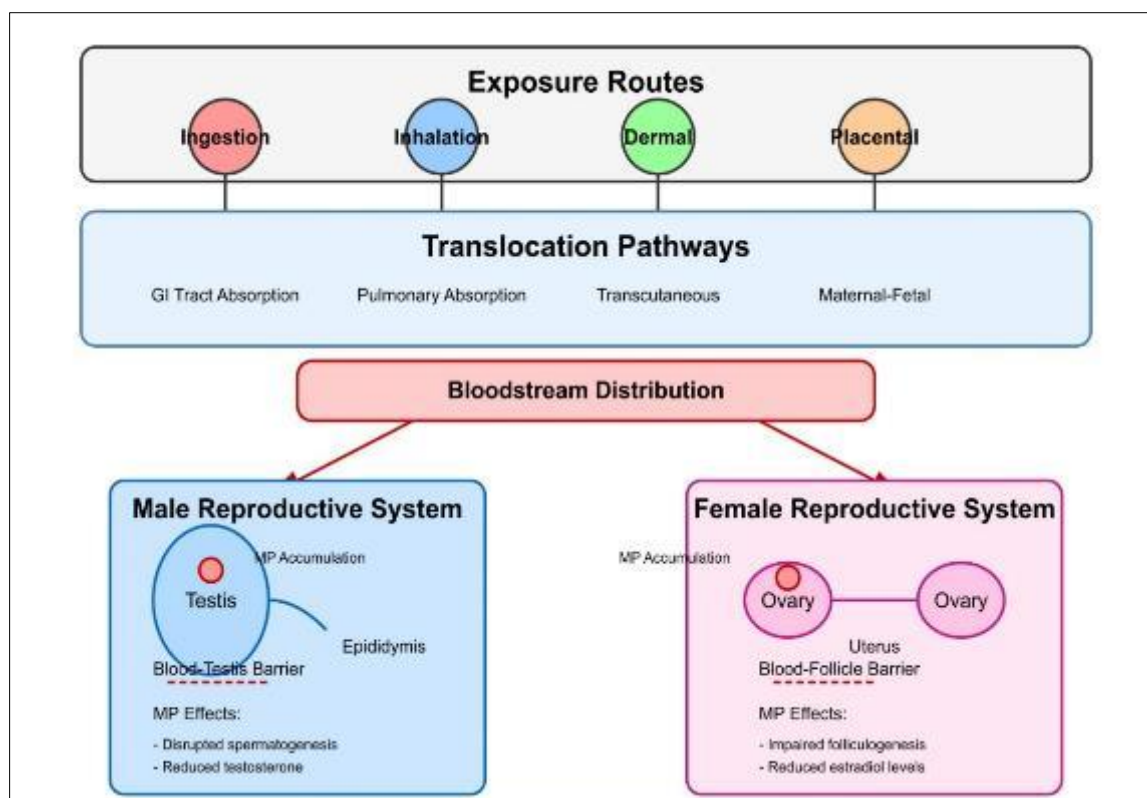 Exposure Routes
Ingestion
Inhalation
Dermal
Placental
Translocation Pathways
GI Tract Absorption
Pulmonary Absorption
Transcutaneous
Maternal-Fetal
Bloodstream Distribution
Male Reproductive System
MP Accumulation
Testis
Epididymis
Blood-Testis Barrier
MP Effects:
- Disrupted spermatogenesis
- Reduced testosterone
Female Reproductive System
MP Accumulation
Ovary
Ovary
Uterus
Blood-Follicle Barrier
MP Effects:
- Impaired folliculogenesis
- Reduced estradiol levels